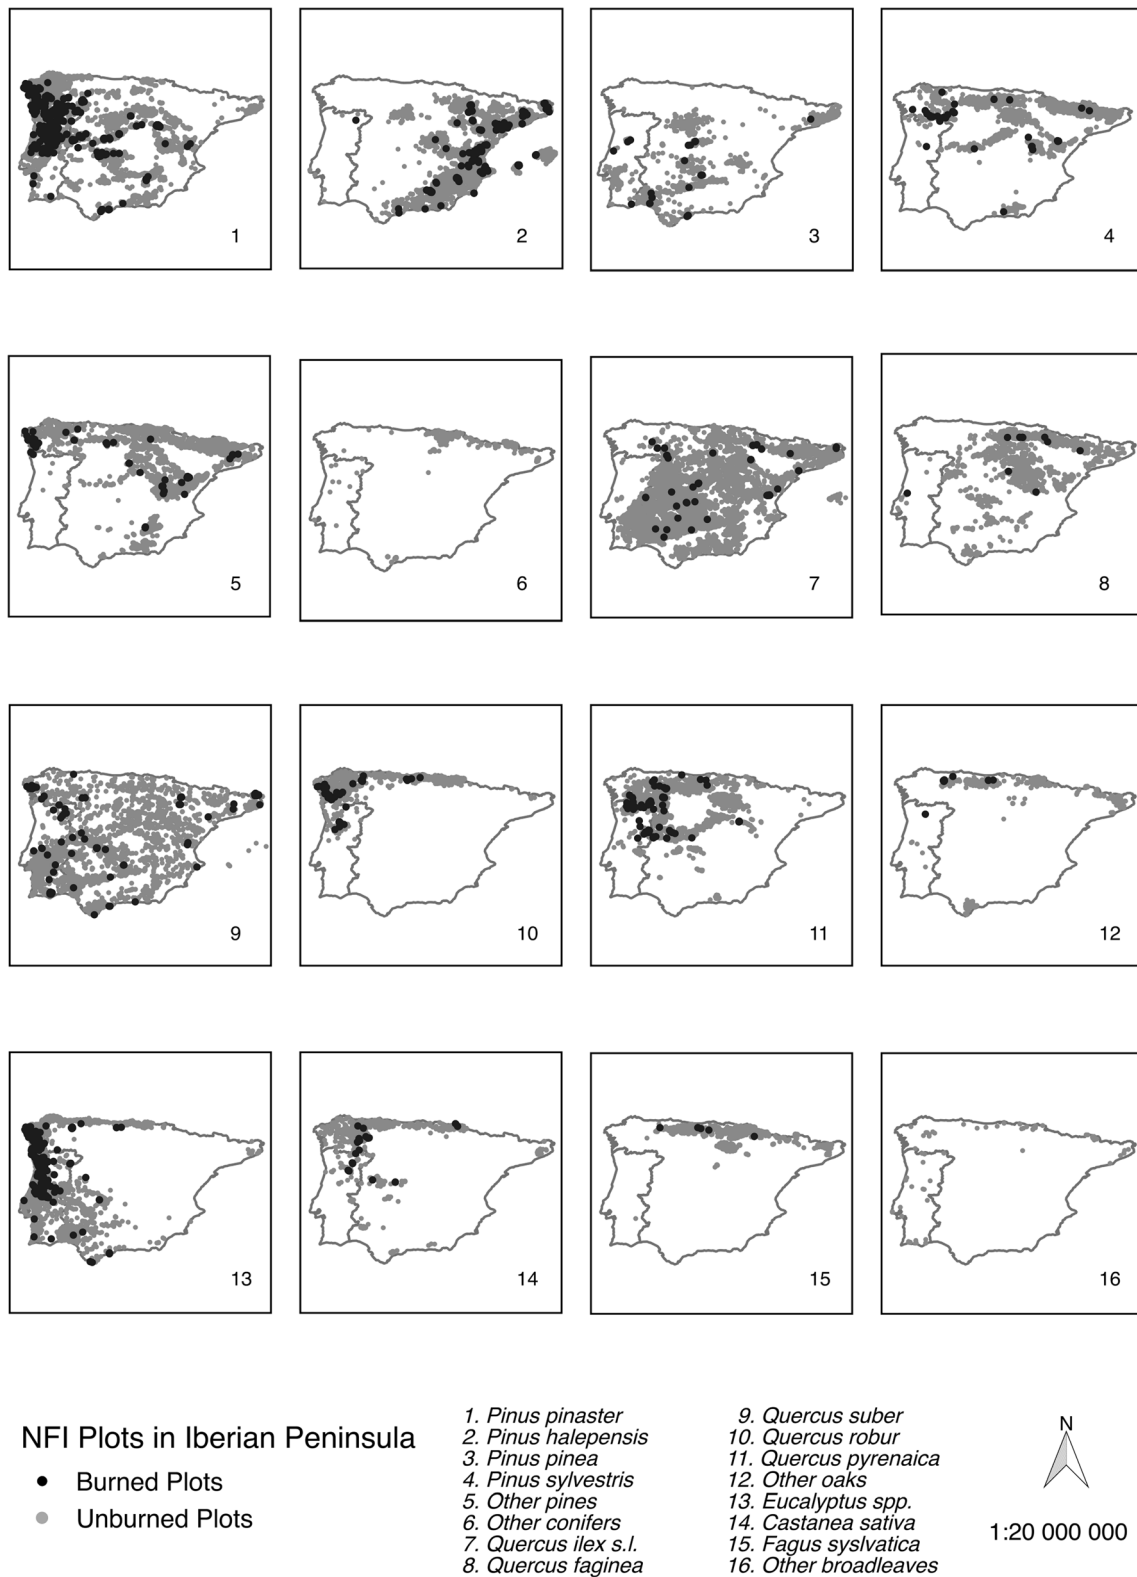 1
2
3
4
5
6
7
8
9
10
11
12
13
14
15
16
NFI Plots in Iberian Peninsula
Burned Plots
Unburned Plots
1. Pinus pinaster
2. Pinus halepensis
3. Pinus pinea
4. Pinus sylvestris
5. Other pines
6. Other conifers
7. Quercus ilex s.l.
8. Quercus faginea
9. Quercus suber
10. Quercus robur
11. Quercus pyrenaica
12. Other oaks
13. Eucalyptus spp.
14. Castanea sativa
15. Fagus syslvatica
16. Other broadleaves
N
1:20 000 000